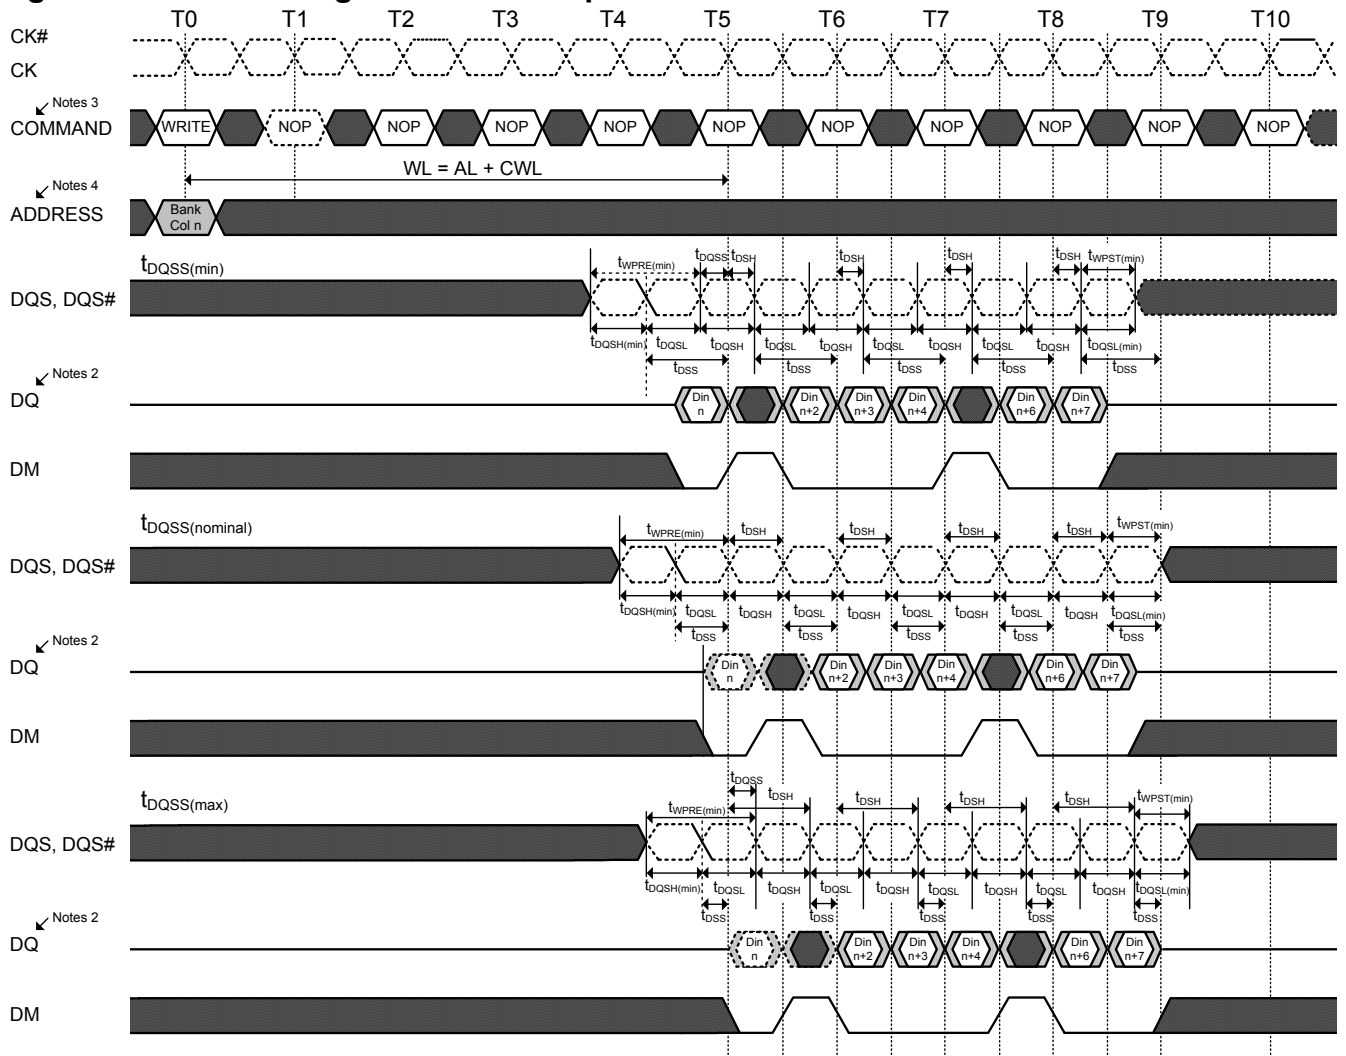 T0 T1 T2 T3 T4 T5 T6 T7 T8 T9 T10
CK#
CK
Notes 3
COMMAND WRITE NOP NOP NOP NOP NOP NOP NOP NOP NOP NOP
WL = AL + CWL
Notes 4
ADDRESS Bank Col n
tDQSS(min) tWPRE(min) tDQSS tDSH tDSH tDSH tDSH tWPST(min)
DQS, DQS#
tDQSH(min) tDQSL tDQSH tDQSL tDQSH tDQSL tDQSH tDQSL tDQSH tDQSL(min)
tDSS tDSS tDSS tDSS tDSS
Notes 2
DQ Din n Din n+2 Din n+3 Din n+4 Din n+6 Din n+7
DM
tDQSS(nominal) tWPRE(min) tDSH tDSH tDSH tDSH tWPST(min)
DQS, DQS#
tDQSH(min) tDQSL tDQSH tDQSL tDQSH tDQSL tDQSH tDQSL tDQSH tDQSL(min)
tDSS tDSS tDSS tDSS tDSS
Notes 2
DQ Din n Din n+2 Din n+3 Din n+4 Din n+6 Din n+7
DM
tDQSS
tDQSS(max) tWPRE(min) tDSH tDSH tDSH tDSH tWPST(min)
DQS, DQS#
tDQSH(min) tDQSL tDQSH tDQSL tDQSH tDQSL tDQSH tDQSL tDQSH tDQSL(min)
tDSS tDSS tDSS tDSS tDSS
Notes 2
DQ Din n Din n+2 Din n+3 Din n+4 Din n+6 Din n+7
DM